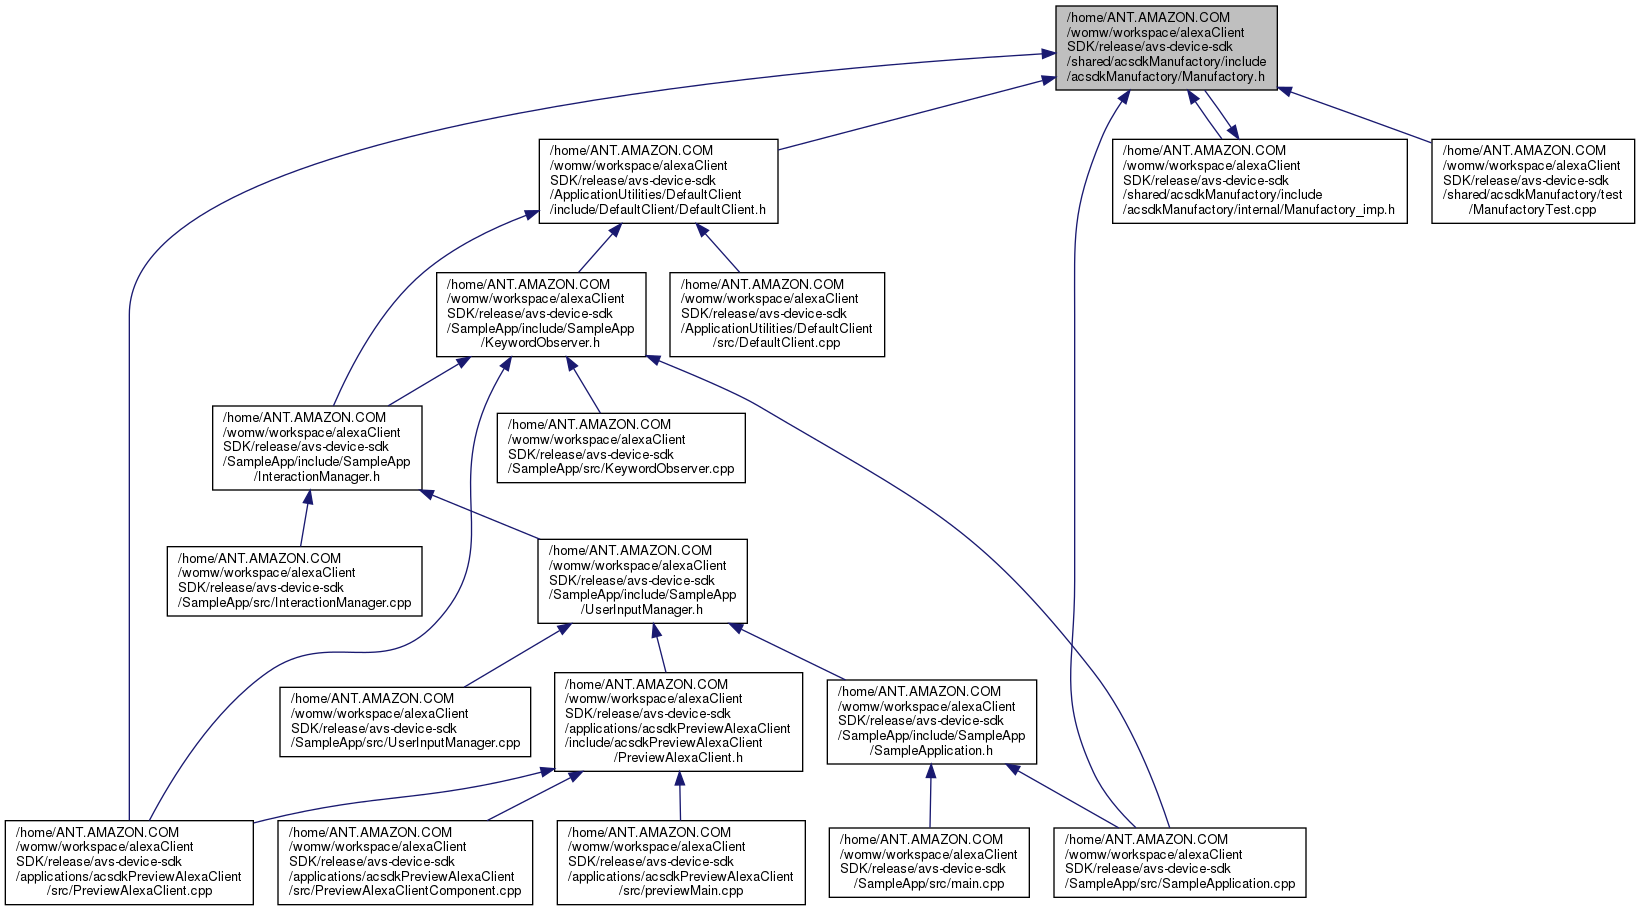 /home/ANT.AMAZON.COM
/womw/workspace/alexaClient
SDK/release/avs-device-sdk
/shared/acsdkManufactory/include
/acsdkManufactory/Manufactory.h
/home/ANT.AMAZON.COM
/womw/workspace/alexaClient
SDK/release/avs-device-sdk
/ApplicationUtilities/DefaultClient
/include/DefaultClient/DefaultClient.h
/home/ANT.AMAZON.COM
/womw/workspace/alexaClient
SDK/release/avs-device-sdk
/shared/acsdkManufactory/include
/acsdkManufactory/internal/Manufactory_imp.h
/home/ANT.AMAZON.COM
/womw/workspace/alexaClient
SDK/release/avs-device-sdk
/shared/acsdkManufactory/test
/ManufactoryTest.cpp
/home/ANT.AMAZON.COM
/womw/workspace/alexaClient
SDK/release/avs-device-sdk
/SampleApp/include/SampleApp
/KeywordObserver.h
/home/ANT.AMAZON.COM
/womw/workspace/alexaClient
SDK/release/avs-device-sdk
/ApplicationUtilities/DefaultClient
/src/DefaultClient.cpp
/home/ANT.AMAZON.COM
/womw/workspace/alexaClient
SDK/release/avs-device-sdk
/SampleApp/include/SampleApp
/InteractionManager.h
/home/ANT.AMAZON.COM
/womw/workspace/alexaClient
SDK/release/avs-device-sdk
/SampleApp/src/KeywordObserver.cpp
/home/ANT.AMAZON.COM
/womw/workspace/alexaClient
SDK/release/avs-device-sdk
/SampleApp/src/InteractionManager.cpp
/home/ANT.AMAZON.COM
/womw/workspace/alexaClient
SDK/release/avs-device-sdk
/SampleApp/include/SampleApp
/UserInputManager.h
/home/ANT.AMAZON.COM
/womw/workspace/alexaClient
SDK/release/avs-device-sdk
/SampleApp/src/UserInputManager.cpp
/home/ANT.AMAZON.COM
/womw/workspace/alexaClient
SDK/release/avs-device-sdk
/applications/acsdkPreviewAlexaClient
/include/acsdkPreviewAlexaClient
/PreviewAlexaClient.h
/home/ANT.AMAZON.COM
/womw/workspace/alexaClient
SDK/release/avs-device-sdk
/SampleApp/include/SampleApp
/SampleApplication.h
/home/ANT.AMAZON.COM
/womw/workspace/alexaClient
SDK/release/avs-device-sdk
/applications/acsdkPreviewAlexaClient
/src/PreviewAlexaClient.cpp
/home/ANT.AMAZON.COM
/womw/workspace/alexaClient
SDK/release/avs-device-sdk
/applications/acsdkPreviewAlexaClient
/src/PreviewAlexaClientComponent.cpp
/home/ANT.AMAZON.COM
/womw/workspace/alexaClient
SDK/release/avs-device-sdk
/applications/acsdkPreviewAlexaClient
/src/previewMain.cpp
/home/ANT.AMAZON.COM
/womw/workspace/alexaClient
SDK/release/avs-device-sdk
/SampleApp/src/main.cpp
/home/ANT.AMAZON.COM
/womw/workspace/alexaClient
SDK/release/avs-device-sdk
/SampleApp/src/SampleApplication.cpp